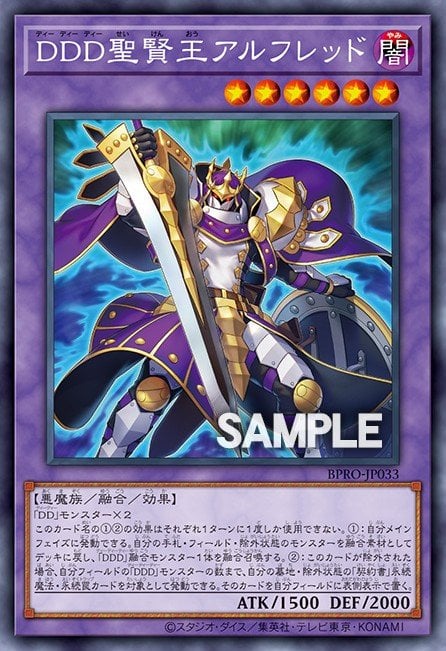 ディーディーディー せいけんおう
DDD聖賢王アルフレッド
やみ
闇
SAMPLE
BPRO-JP033
【悪魔族/融合/効果】
「DD」モンスター×2
このカード名の①②の効果はそれぞれ1ターンに1度しか使用できない。①:自分メイン
フェイズに発動できる。自分の手札・フィールド・除外状態のモンスターを融合素材として
デッキに戻し、「DDD」融合モンスター1体を融合召喚する。②:このカードが除外された
場合、自分フィールドの「DDD」モンスターの数まで、自分の墓地・除外状態の「契約書」永続
魔法・永続罠カードを対象として発動できる。そのカードを自分フィールドに表側表示で置く。
ATK/1500 DEF/2000
©スタジオ・ダイス/集英社・テレビ東京・KONAMI